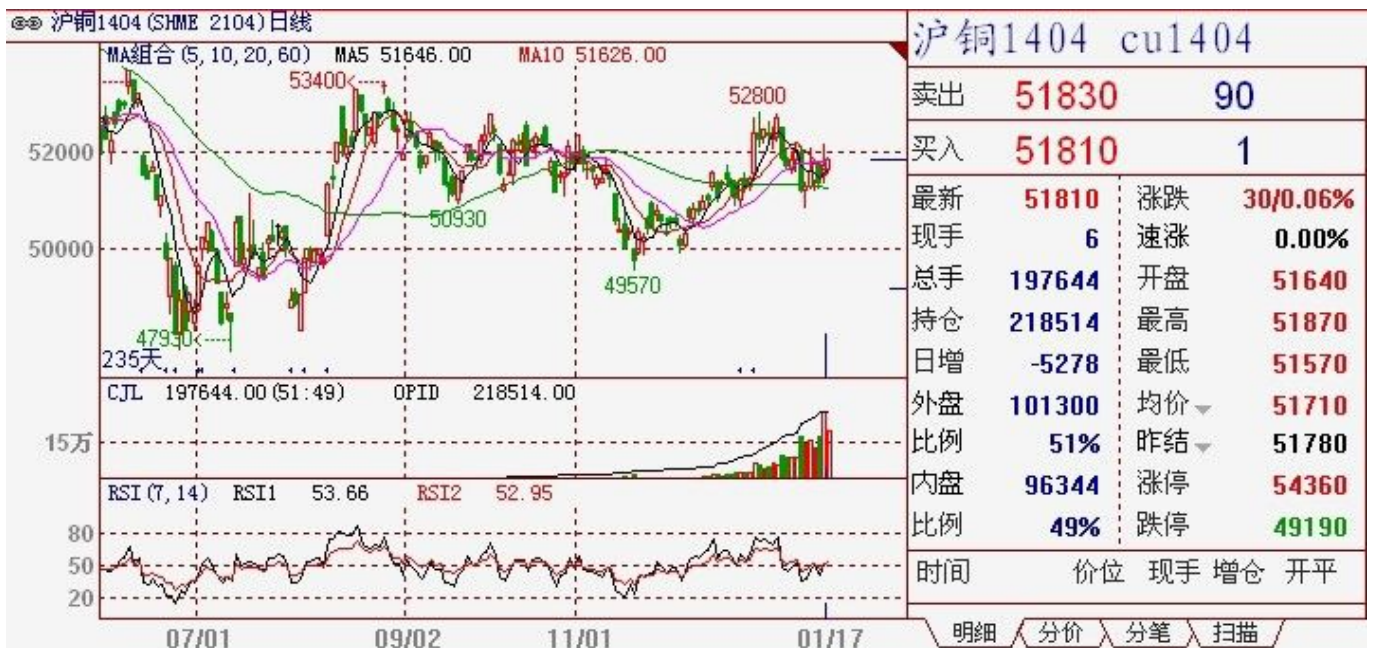 沪铜1404(SHME 2104)日线
MA组合(5,10,20,60) MA5 51646.00 MA10 51626.00
53400
52800
52000
50930
50000
49570
47930
235天
CJL 197644.00(51:49) OPID 218514.00
15万
RSI(7,14) RSI1 53.66 RSI2 52.95
80
50
20
07/01 09/02 11/01 01/17
沪铜1404 cu1404
卖出 51830 90
买入 51810 1
最新 51810 涨跌 30/0.06%
现手 6 速涨 0.00%
总手 197644 开盘 51640
持仓 218514 最高 51870
日增 -5278 最低 51570
外盘 101300 均价 51710
比例 51% 昨结 51780
内盘 96344 涨停 54360
比例 49% 跌停 49190
时间 价位 现手 增仓 开平
明细 分价 分笔 扫描